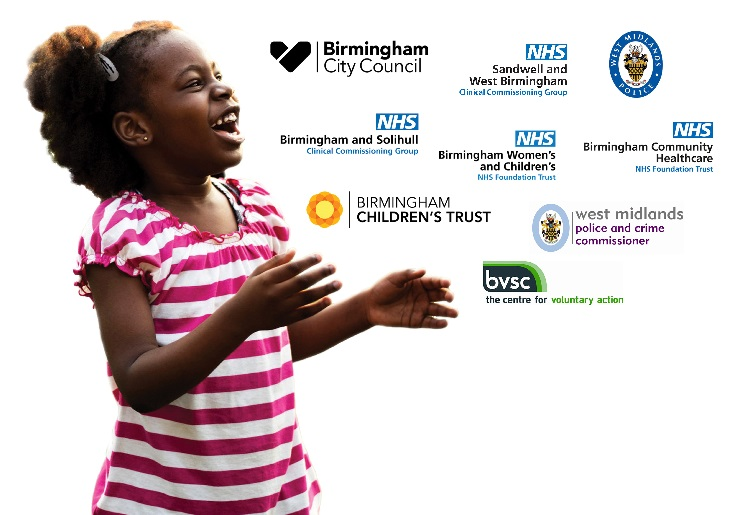 Birmingham
City Council
NHS
Sandwell and
West Birmingham
Clinical Commissioning Group
WEST MIDLANDS
POLICE
NHS
Birmingham and Solihull
Clinical Commissioning Group
NHS
Birmingham Women's
and Children's
NHS Foundation Trust
NHS
Birmingham Community
Healthcare
NHS Foundation Trust
BIRMINGHAM
CHILDREN'S TRUST
west midlands
police and crime
commissioner
bvsc
the centre for voluntary action